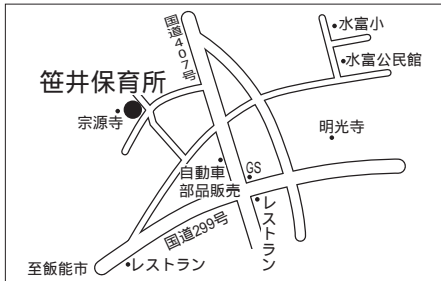 国道407号
水富小
水富公民館
笹井保育所
宗源寺
明光寺
自動車
部品販売
GS
レストラン
国道299号
至飯能市
レストラン